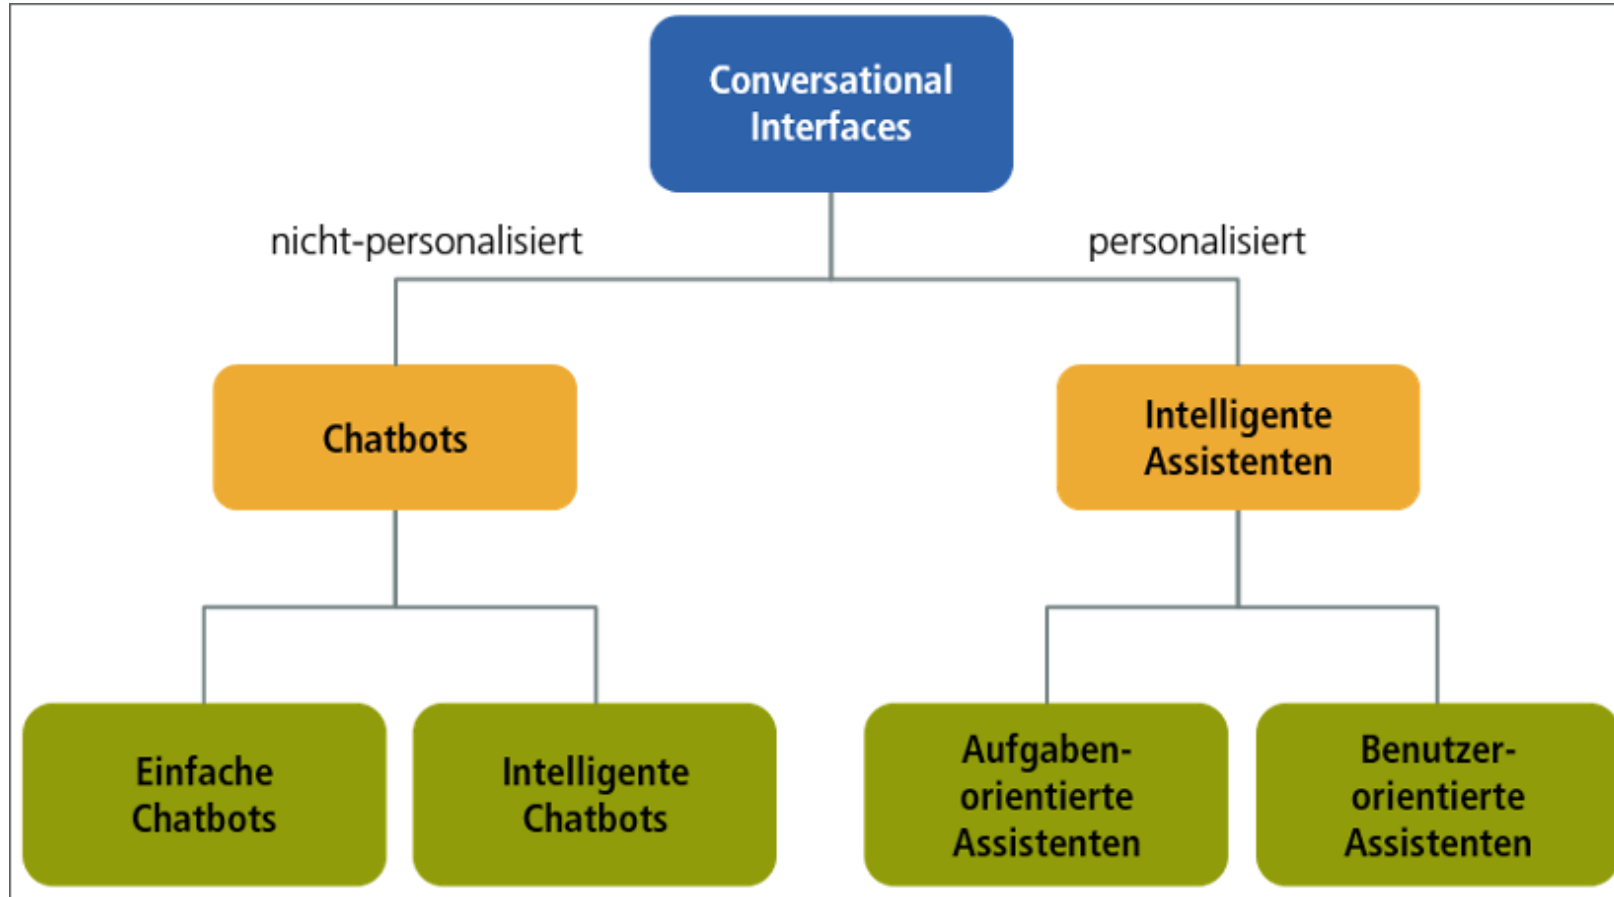 Conversational
Interfaces
nicht-personalisiert
personalisiert
Chatbots
Intelligente
Assistenten
Einfache
Chatbots
Intelligente
Chatbots
Aufgaben-
orientierte
Assistenten
Benutzer-
orientierte
Assistenten